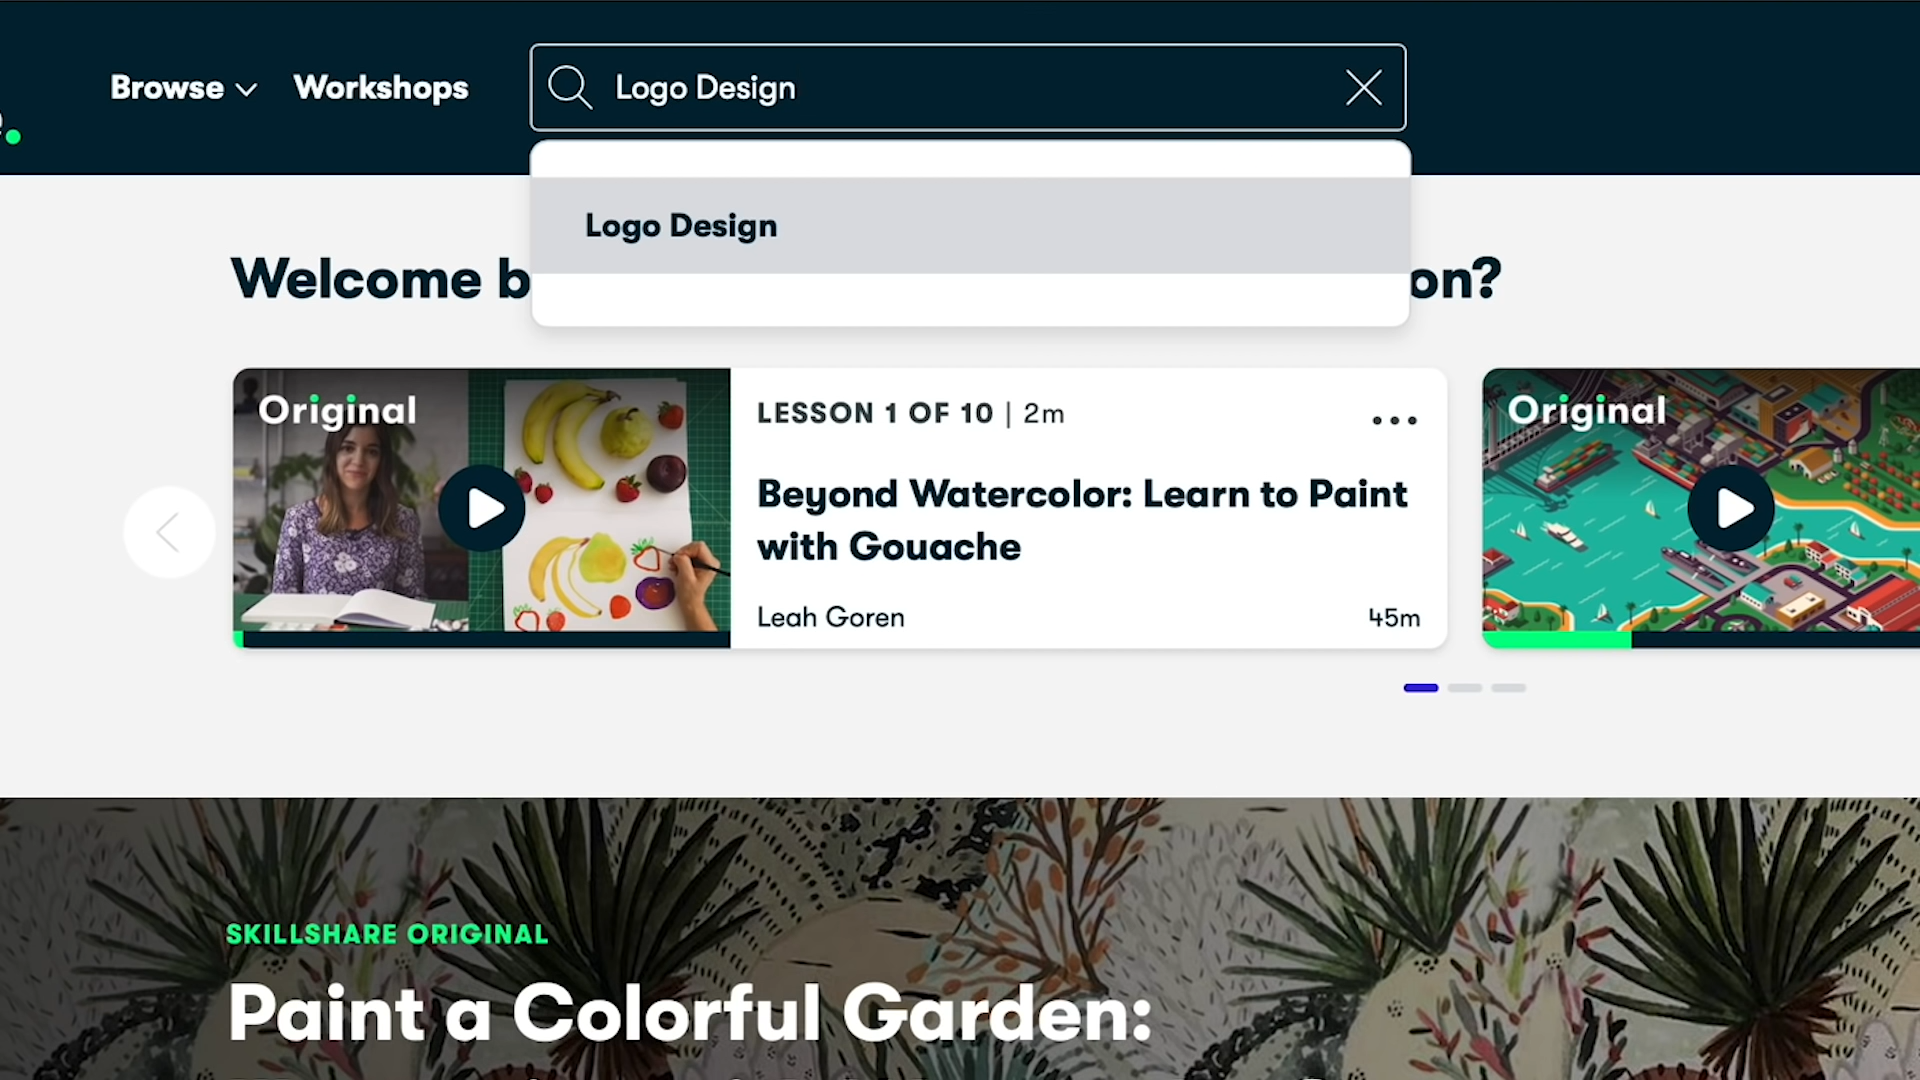 Browse Workshops Logo Design
Logo Design
Welcome b on?
Original
LESSON 1 OF 10 | 2m
Beyond Watercolor: Learn to Paint
with Gouache
Leah Goren 45m
Original
SKILLSHARE ORIGINAL
Paint a Colorful Garden: